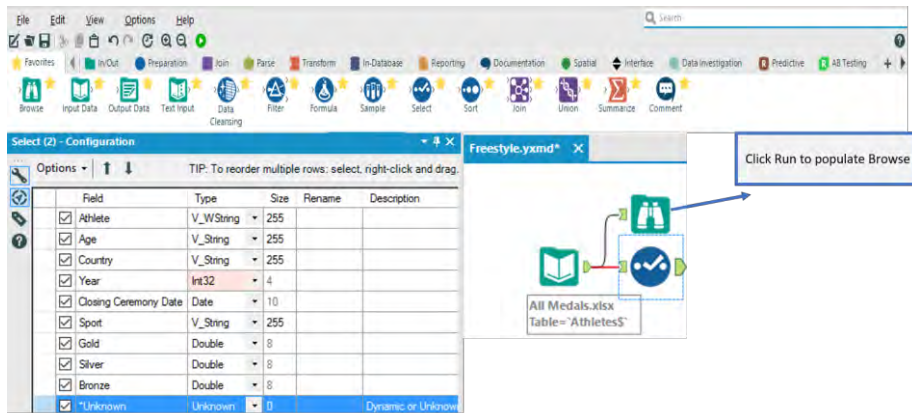 File Edit View Options Help
Search
Favorites In/Out Preparation Join Parse Transform In-Database Reporting Documentation Spatial Interface Data Investigation Predictive AB Testing
Browse Input Data Output Data Text Input Data Cleansing Filter Formula Sample Select Sort Join Union Summarize Comment
Select (2) - Configuration
Options TIP: To reorder multiple rows: select, right-click and drag.
Field Type Size Rename Description
Athlete V_WString 255
Age V_String 255
Country V_String 255
Year Int32 4
Closing Ceremony Date Date 10
Sport V_String 255
Gold Double 8
Silver Double 8
Bronze Double 8
*Unknown Unknown 0 Dynamic or Unknow
Freestyle.yxmd*
Click Run to populate Browse
All Medals.xlsx
Table=`Athletes$`